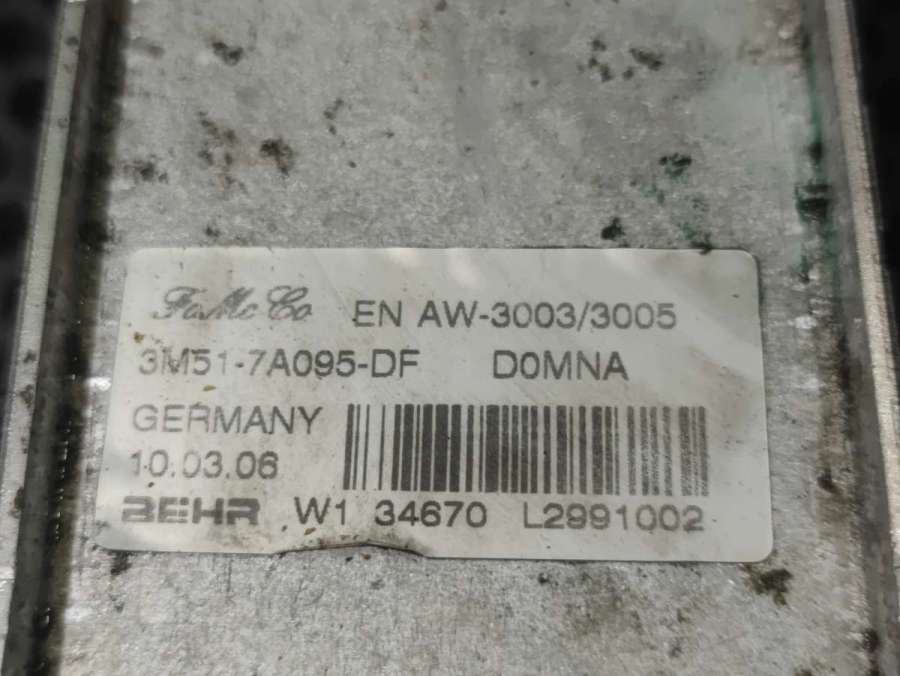 FoMoCo EN AW-3003/3005
3M51-7A095-DF D0MNA
GERMANY
10.03.06
BEHR W1 34670 L2991002